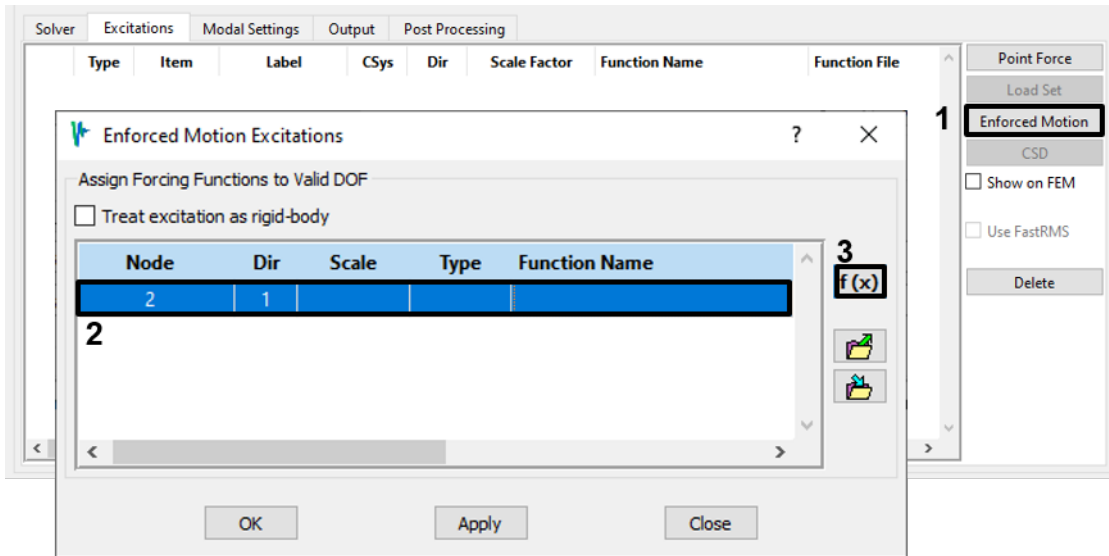 Solver Excitations Modal Settings Output Post Processing
Type Item Label CSys Dir Scale Factor Function Name Function File
Point Force
Load Set
1
Enforced Motion
CSD
Show on FEM
Use FastRMS
Delete
Enforced Motion Excitations ?
Assign Forcing Functions to Valid DOF
Treat excitation as rigid-body
Node Dir Scale Type Function Name
3
2 1
f (x)
2
OK Apply Close